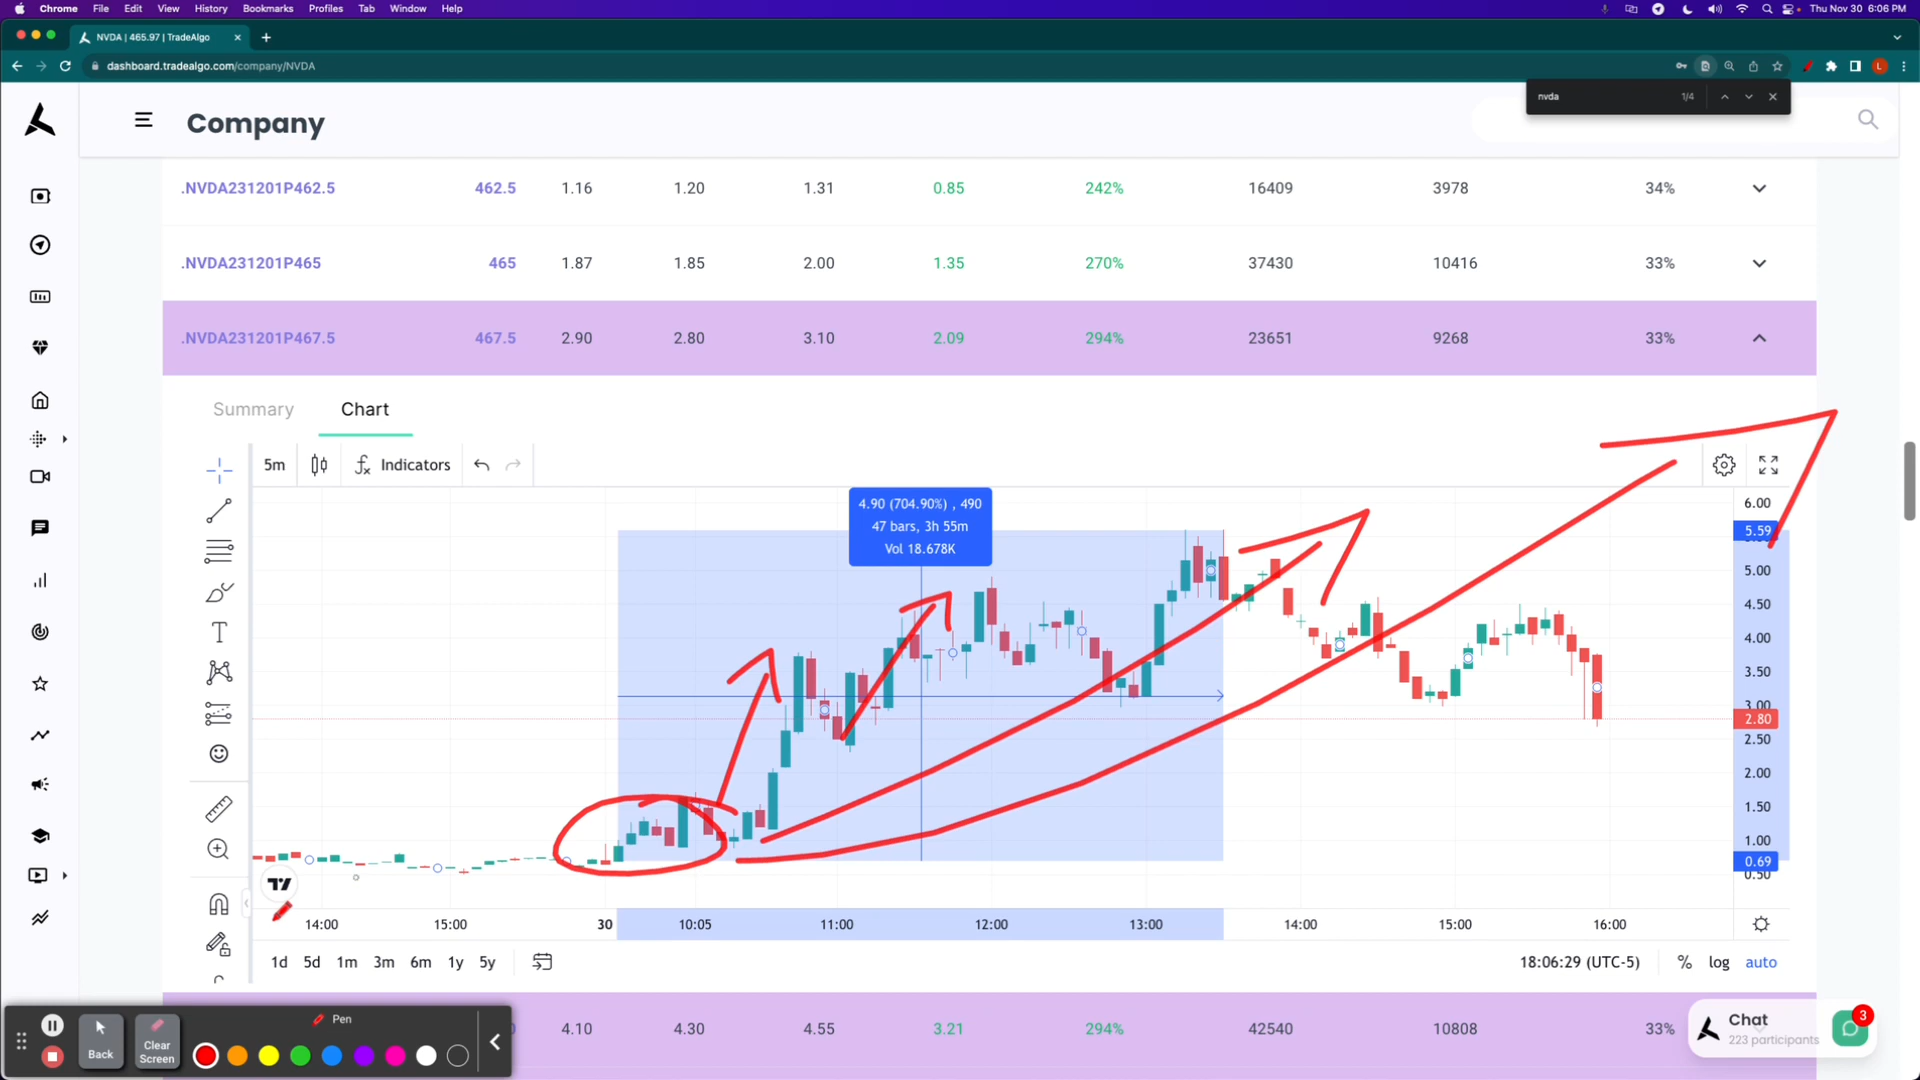 Chrome File Edit View History Bookmarks Profiles Tab Window Help Thu Nov 30 6:06 PM
NVDA | 465.97 | TradeAlgo
dashboard.tradealgo.com/company/NVDA
nvda 1/4
Company
.NVDA231201P462.5 462.5 1.16 1.20 1.31 0.85 242% 16409 3978 34%
.NVDA231201P465 465 1.87 1.85 2.00 1.35 270% 37430 10416 33%
.NVDA231201P467.5 467.5 2.90 2.80 3.10 2.09 294% 23651 9268 33%
Summary Chart
5m Indicators
4.90 (704.90%) , 490
47 bars, 3h 55m
Vol 18.678K
6.00
5.59
5.00
4.50
4.00
3.50
3.00
2.80
2.50
2.00
1.50
1.00
0.69
0.50
14:00 15:00 30 10:05 11:00 12:00 13:00 14:00 15:00 16:00
1d 5d 1m 3m 6m 1y 5y 18:06:29 (UTC-5) % log auto
4.10 4.30 4.55 3.21 294% 42540 10808 33%
Pen
Back
Clear
Screen
Chat
223 participants
3
L